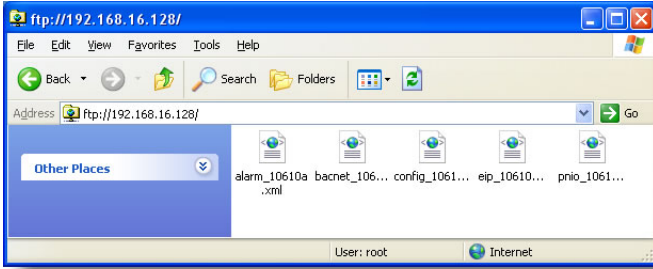 ftp://192.168.16.128/
File Edit View Favorites Tools Help
Back Search Folders
Address ftp://192.168.16.128/ Go
Other Places
alarm_10610a bacnet_106... config_1061... eip_10610... pnio_1061...
.xml
User: root Internet